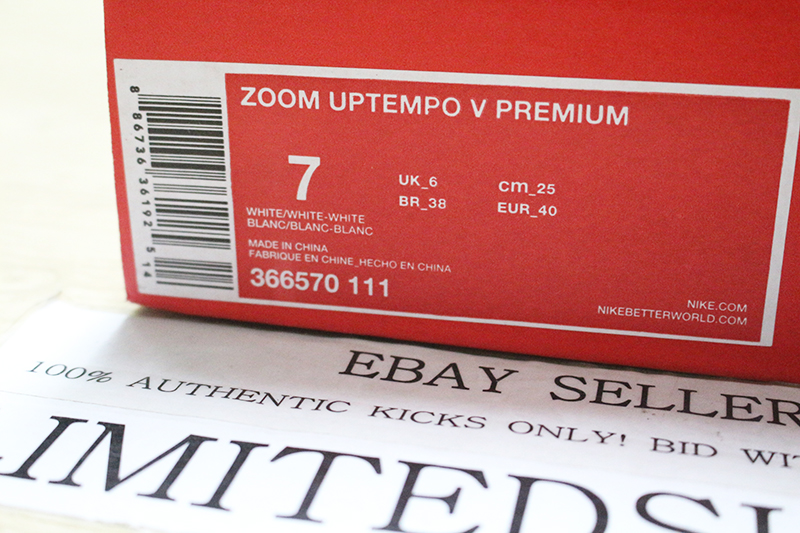 ZOOM UPTEMPO V PREMIUM
7
UK_6
cm_25
BR_38
EUR_40
WHITE/WHITE-WHITE
BLANC/BLANC-BLANC
MADE IN CHINA
FABRIQUE EN CHINE_HECHO EN CHINA
366570 111
NIKE.COM
NIKEBETTERWORLD.COM
8 86736 36192 5 14
EBAY SELLER
100% AUTHENTIC KICKS ONLY! BID WI
LIMITEDS